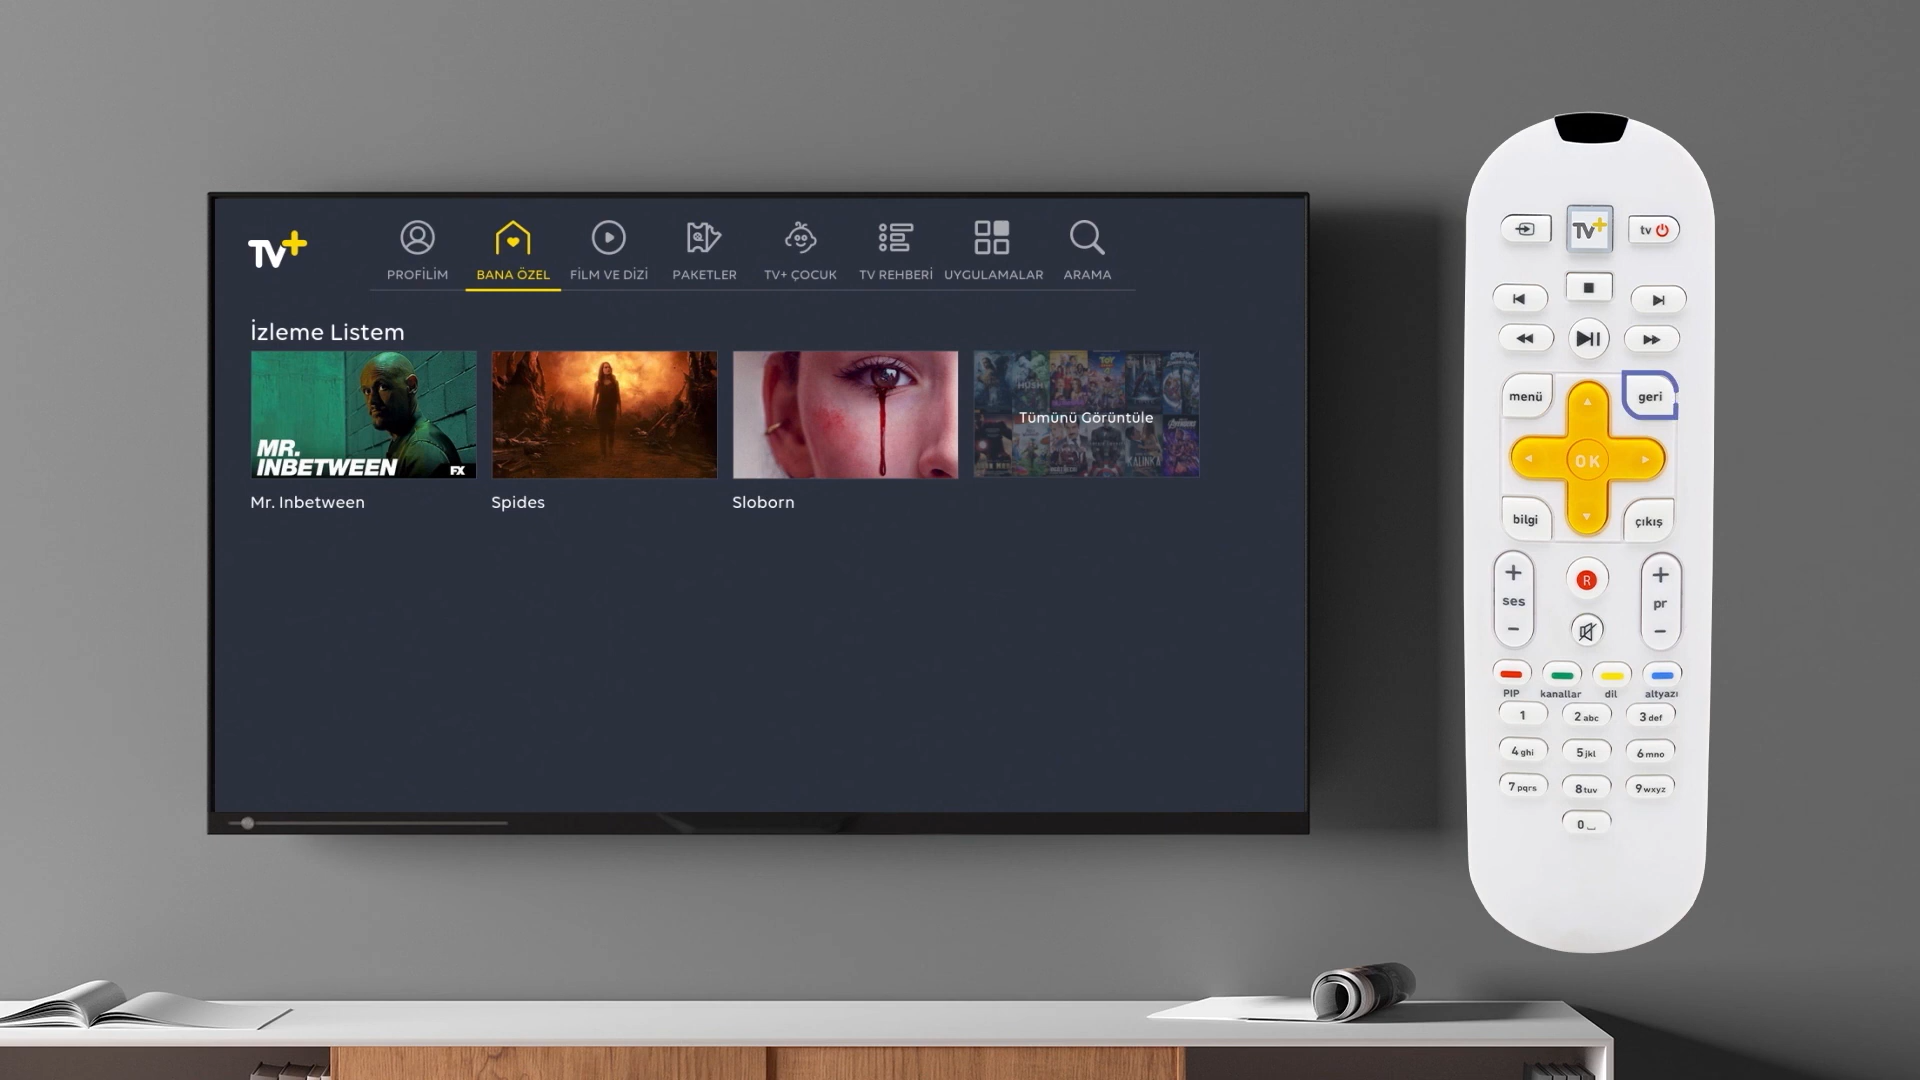 TV+
PROFİLİM
BANA ÖZEL
FİLM VE DİZİ
PAKETLER
TV+ ÇOCUK
TV REHBERİ
UYGULAMALAR
ARAMA
İzleme Listem
MR.
INBETWEEN
FX
HUSH
KALINKA
Tümünü Görüntüle
Mr. Inbetween
Spides
Sloborn
TV+
tv
menü
geri
OK
bilgi
çıkış
+
ses
-
R
+
pr
-
PIP
kanallar
dil
altyazı
1
2 abc
3 def
4 ghi
5 jkl
6 mno
7 pqrs
8 tuv
9 wxyz
0